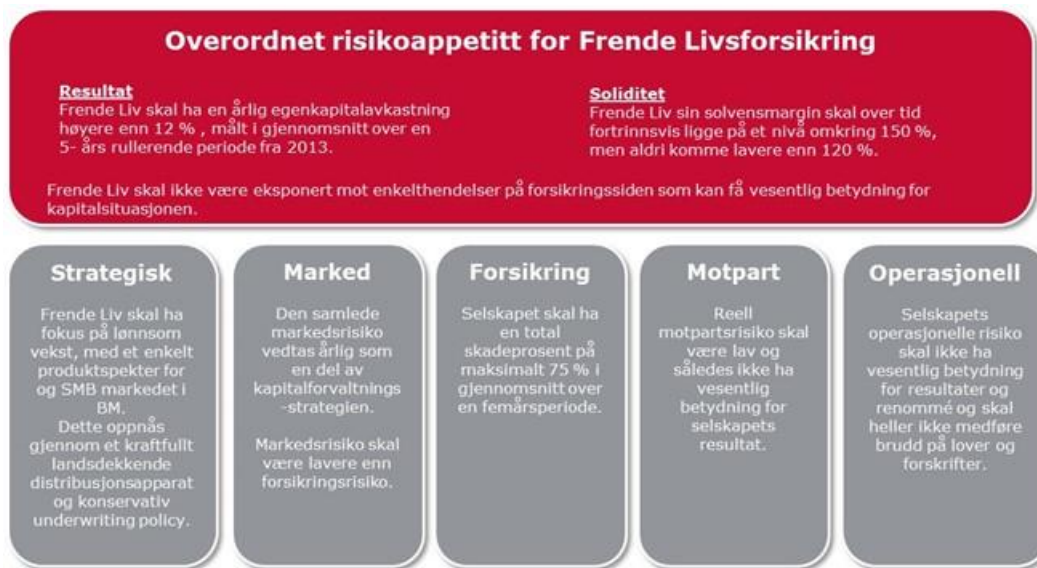 Overordnet risikoappetitt for Frende Livsforsikring
Resultat
Frende Liv skal ha en årlig egenkapitalavkastning
høyere enn 12 % , målt i gjennomsnitt over en
5- års rullerende periode fra 2013.
Soliditet
Frende Liv sin solvensmargin skal over tid
fortrinnsvis ligge på et nivå omkring 150 %,
men aldri komme lavere enn 120 %.
Frende Liv skal ikke være eksponert mot enkelthendelser på forsikringssiden som kan få vesentlig betydning for
kapitalsituasjonen.
Strategisk
Frende Liv skal ha
fokus på lønnsom
vekst, med et enkelt
produktspekter for
og SMB markedet i
BM.
Dette oppnås
gjennom et kraftfullt
landsdekkende
distribusjonsapparat
og konservativ
underwriting policy.
Marked
Den samlede
markedsrisiko
vedtas årlig som
en del av
kapitalforvaltnings
-strategien.
Markedsrisiko skal
være lavere enn
forsikringsrisiko.
Forsikring
Selskapet skal ha
en total
skadeprosent på
maksimalt 75 % i
gjennomsnitt over
en femårsperiode.
Motpart
Reell
motpartsrisiko skal
være lav og
således ikke ha
vesentlig
betydning for
selskapets
resultat.
Operasjonell
Selskapets
operasjonelle risiko
skal ikke ha
vesentlig betydning
for resultater og
renommé og skal
heller ikke medføre
brudd på lover og
forskrifter.